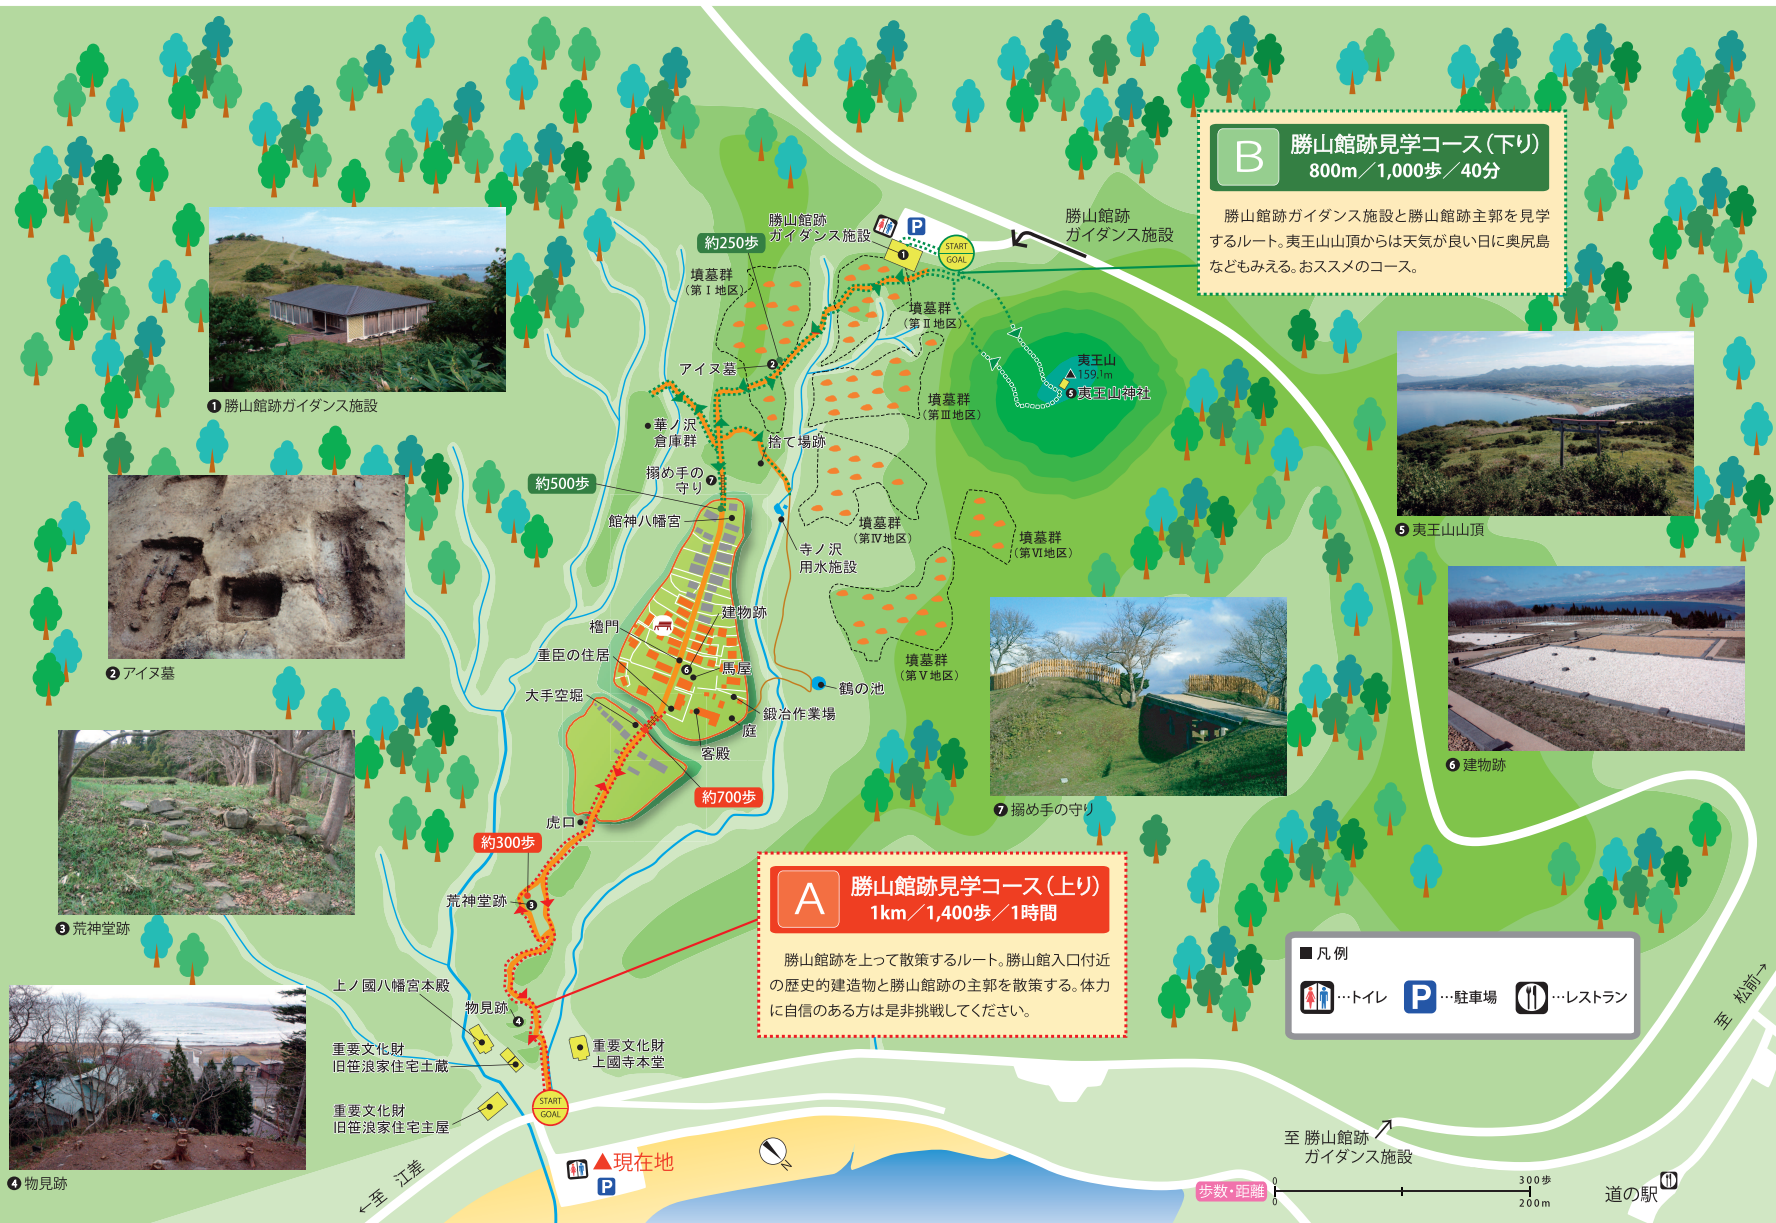 B
勝山館跡見学コース（下り）
800m／1,000歩／40分
勝山館跡ガイダンス施設と勝山館跡主郭を見学
するルート。夷王山山頂からは天気が良い日に奥尻島
などもみえる。おススメのコース。
勝山館跡
ガイダンス施設
P
START
GOAL
勝山館跡
ガイダンス施設
約250歩
墳墓群
（第Ⅰ地区）
墳墓群
（第Ⅱ地区）
❶
❶勝山館跡ガイダンス施設
アイヌ墓
❷
夷王山
▲159.1m
❺夷王山神社
墳墓群
（第Ⅲ地区）
華ノ沢
倉庫群
捨て場跡
搦め手の
守り
❼
約500歩
館神八幡宮
墳墓群
（第Ⅳ地区）
墳墓群
（第Ⅵ地区）
寺ノ沢
用水施設
❺夷王山山頂
建物跡
櫓門
重臣の住居
❻
馬屋
墳墓群
（第Ⅴ地区）
❷アイヌ墓
大手空堀
鶴の池
鍛冶作業場
庭
客殿
❻建物跡
約700歩
❼搦め手の守り
虎口
約300歩
荒神堂跡
❸
❸荒神堂跡
A
勝山館跡見学コース（上り）
1km／1,400歩／1時間
勝山館跡を上って散策するルート。勝山館入口付近
の歴史的建造物と勝山館跡の主郭を散策する。体力
に自信のある方は是非挑戦してください。
■凡例
…トイレ
P…駐車場
…レストラン
上ノ國八幡宮本殿
物見跡
❹
重要文化財
旧笹浪家住宅土蔵
重要文化財
上國寺本堂
重要文化財
旧笹浪家住宅主屋
START
GOAL
▲現在地
P
N
←至 江差
❹物見跡
至 松前→
至 勝山館跡
ガイダンス施設
歩数・距離
0
300歩
0
200m
道の駅